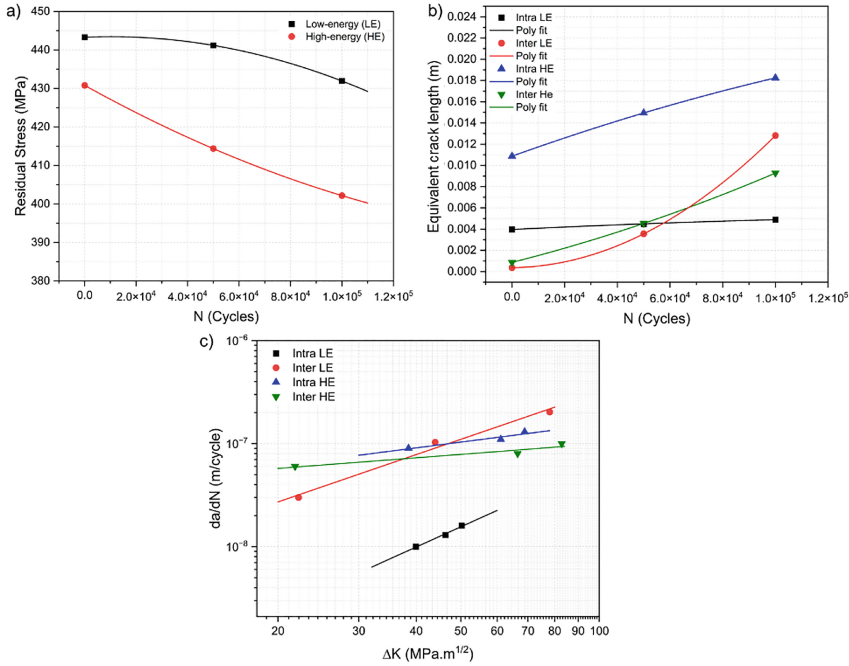 a)
Low-energy (LE)
High-energy (HE)
Residual Stress (MPa)
450
440
430
420
410
400
390
380
0.0
2.0×10⁴
4.0×10⁴
6.0×10⁴
8.0×10⁴
1.0×10⁵
1.2×10⁵
N (Cycles)
b)
Intra LE
Poly fit
Inter LE
Poly fit
Intra HE
Poly fit
Inter He
Poly fit
Equivalent crack length (m)
0.024
0.022
0.020
0.018
0.016
0.014
0.012
0.010
0.008
0.006
0.004
0.002
0.000
0.0
2.0×10⁴
4.0×10⁴
6.0×10⁴
8.0×10⁴
1.0×10⁵
1.2×10⁵
N (Cycles)
c)
Intra LE
Inter LE
Intra HE
Inter HE
da/dN (m/cycle)
10⁻⁶
10⁻⁷
10⁻⁸
20
30
40
50
60
70
80
90
100
ΔK (MPa.m¹ᐟ²)